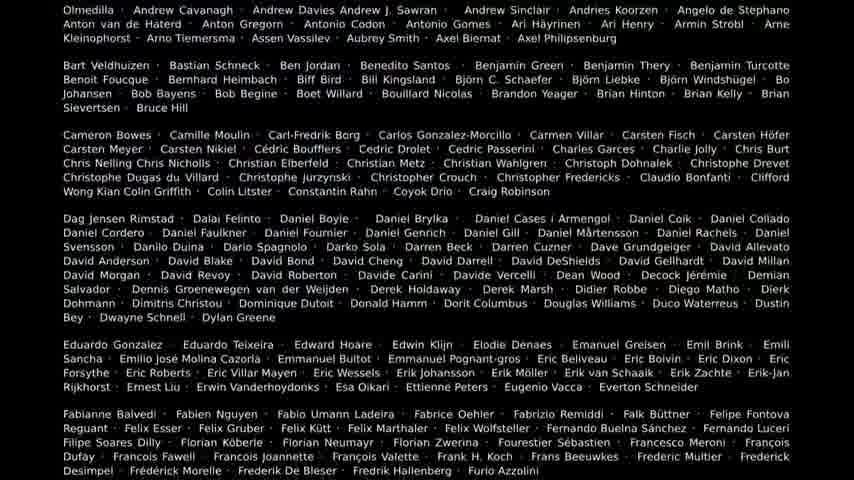 Olmedilla · Andrew Cavanagh · Andrew Davies Andrew J. Sawran · Andrew Sinclair · Andries Koorzen · Angelo de Stephano
Anton van de Haterd · Anton Gregorn · Antonio Codon · Antonio Gomes · Ari Häyrinen · Ari Henry · Armin Strobl · Arne
Kleinophorst · Arno Tiemersma · Assen Vassilev · Aubrey Smith · Axel Biernat · Axel Philipsenburg
Bart Veldhuizen · Bastian Schneck · Ben Jordan · Benedito Santos · Benjamin Green · Benjamin Thery · Benjamin Turcotte
Benoit Foucque · Bernhard Heimbach · Biff Bird · Bill Kingsland · Björn C. Schaefer · Björn Liebke · Björn Windshügel · Bo
Johansen · Bob Bayens · Bob Begine · Boet Willard · Bouillard Nicolas · Brandon Yeager · Brian Hinton · Brian Kelly · Brian
Sievertsen · Bruce Hill
Cameron Bowes · Camille Moulin · Carl-Fredrik Borg · Carlos Gonzalez-Morcillo · Carmen Villar · Carsten Fisch · Carsten Höfer
Carsten Meyer · Carsten Nikiel · Cédric Boufflers · Cedric Drolet · Cedric Passerini · Charles Garces · Charlie Jolly · Chris Burt
Chris Nelling Chris Nicholls · Christian Elberfeld · Christian Metz · Christian Wahlgren · Christoph Dohnalek · Christophe Drevet
Christophe Dugas du Villard · Christophe Jurzynski · Christopher Crouch · Christopher Fredericks · Claudio Bonfanti · Clifford
Wong Kian Colin Griffith · Colin Litster · Constantin Rahn · Coyok Drio · Craig Robinson
Dag Jensen Rimstad · Dalai Felinto · Daniel Boyle · Daniel Brylka · Daniel Cases i Armengol · Daniel Coik · Daniel Collado
Daniel Cordero · Daniel Faulkner · Daniel Fournier · Daniel Genrich · Daniel Gill · Daniel Mårtensson · Daniel Rachels · Daniel
Svensson · Danilo Duina · Dario Spagnolo · Darko Sola · Darren Beck · Darren Cuzner · Dave Grundgeiger · David Allevato
David Anderson · David Blake · David Bond · David Cheng · David Darrell · David DeShields · David Gellhardt · David Millan
David Morgan · David Revoy · David Roberton · Davide Carini · Davide Vercelli · Dean Wood · Decock Jérémie · Demian
Salvador · Dennis Groenewegen van der Weijden · Derek Holdaway · Derek Marsh · Didier Robbe · Diego Matho · Dierk
Dohmann · Dimitris Christou · Dominique Dutoit · Donald Hamm · Dorit Columbus · Douglas Williams · Duco Waterreus · Dustin
Bey · Dwayne Schnell · Dylan Greene
Eduardo Gonzalez · Eduardo Teixeira · Edward Hoare · Edwin Klijn · Elodie Denaes · Emanuel Greisen · Emil Brink · Emili
Sancha · Emilio José Molina Cazorla · Emmanuel Bultot · Emmanuel Pognant-gros · Eric Beliveau · Eric Boivin · Eric Dixon · Eric
Forsythe · Eric Roberts · Eric Villar Mayen · Eric Wessels · Erik Johansson · Erik Möller · Erik van Schaaik · Erik Zachte · Erik-Jan
Rijkhorst · Ernest Liu · Erwin Vanderhoydonks · Esa Oikari · Ettienne Peters · Eugenio Vacca · Everton Schneider
Fabianne Balvedi · Fabien Nguyen · Fabio Umann Ladeira · Fabrice Oehler · Fabrizio Remiddi · Falk Büttner · Felipe Fontova
Reguant · Felix Esser · Felix Gruber · Felix Kütt · Felix Marthaler · Felix Wolfsteller · Fernando Buelna Sánchez · Fernando Luceri
Filipe Soares Dilly · Florian Köberle · Florian Neumayr · Florian Zwerina · Fourestier Sébastien · Francesco Meroni · François
Dufay · Francois Fawell · Francois Joannette · François Valette · Frank H. Koch · Frans Beeuwkes · Frederic Multier · Frederick
Desimpel · Frédérick Morelle · Frederik De Bleser · Fredrik Hallenberg · Furio Azzolini